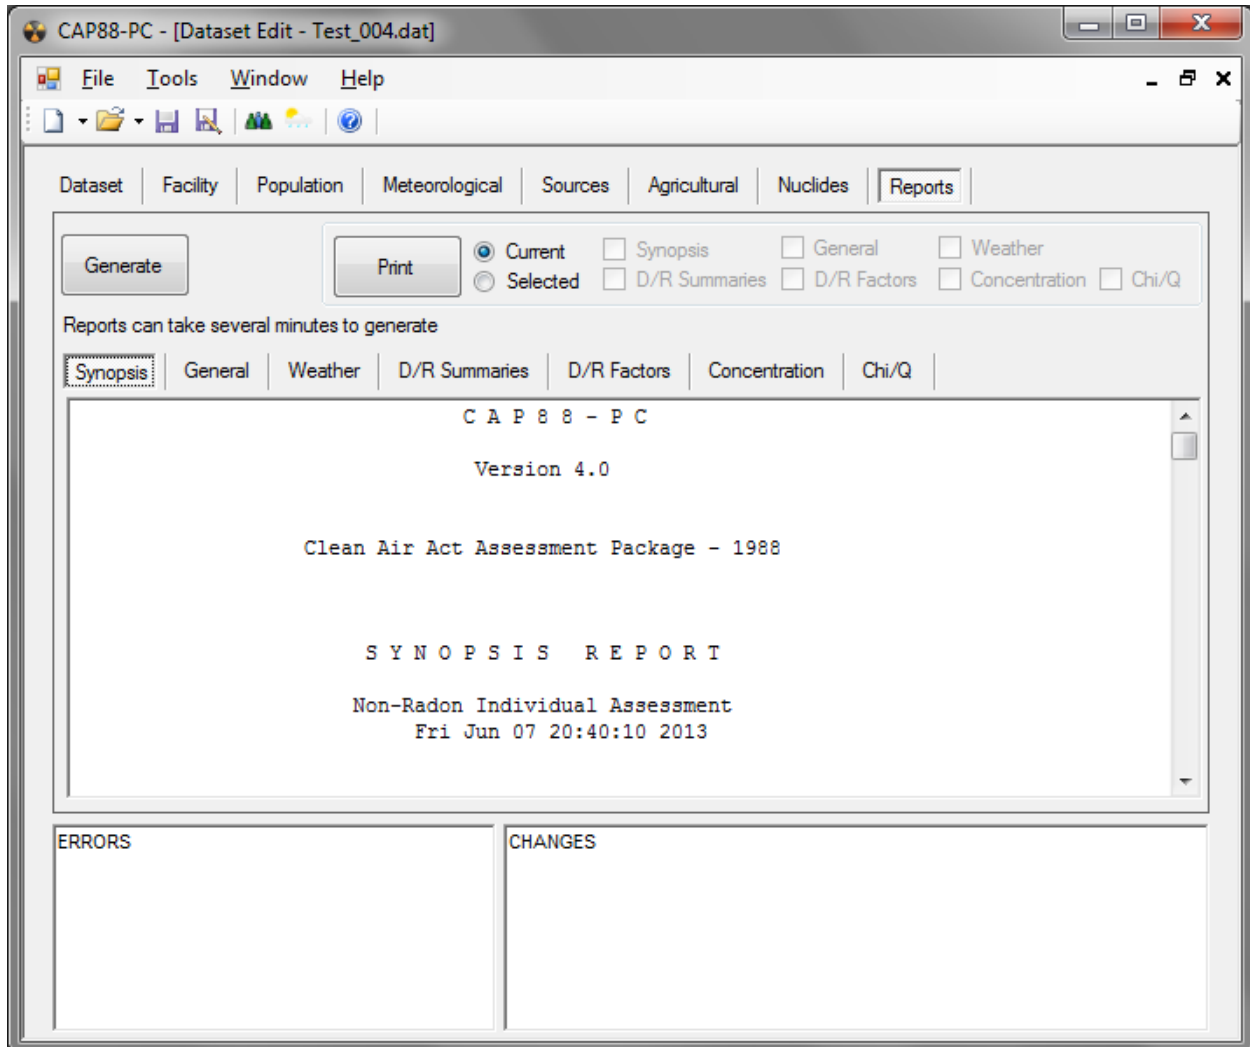 CAP88-PC - [Dataset Edit - Test_004.dat]
File Tools Window Help
Dataset Facility Population Meteorological Sources Agricultural Nuclides Reports
Generate Print Current Synopsis General Weather
Selected D/R Summaries D/R Factors Concentration Chi/Q
Reports can take several minutes to generate
Synopsis General Weather D/R Summaries D/R Factors Concentration Chi/Q
C A P 8 8 - P C
Version 4.0
Clean Air Act Assessment Package - 1988
S Y N O P S I S   R E P O R T
Non-Radon Individual Assessment
Fri Jun 07 20:40:10 2013
ERRORS CHANGES